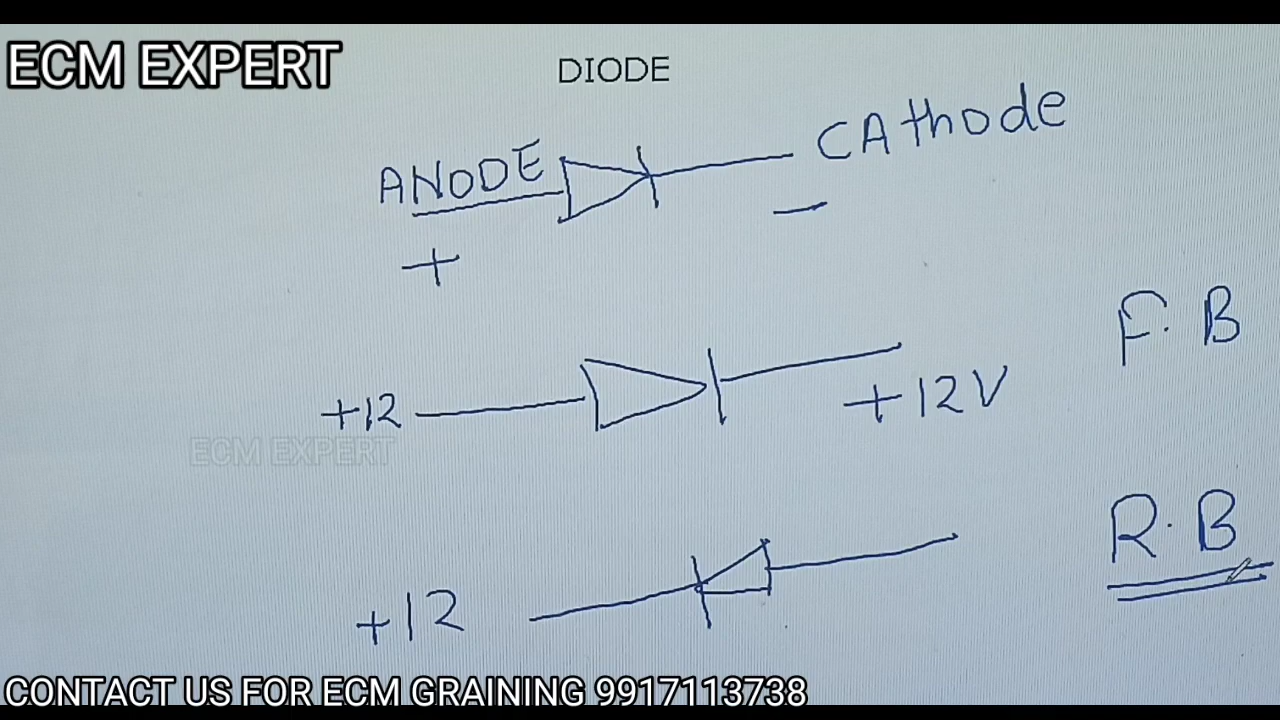 ECM EXPERT
DIODE
ANODE
CAthode
+
−
F.B
+12
+12V
ECM EXPERT
R.B
+12
CONTACT US FOR ECM GRAINING 9917113738